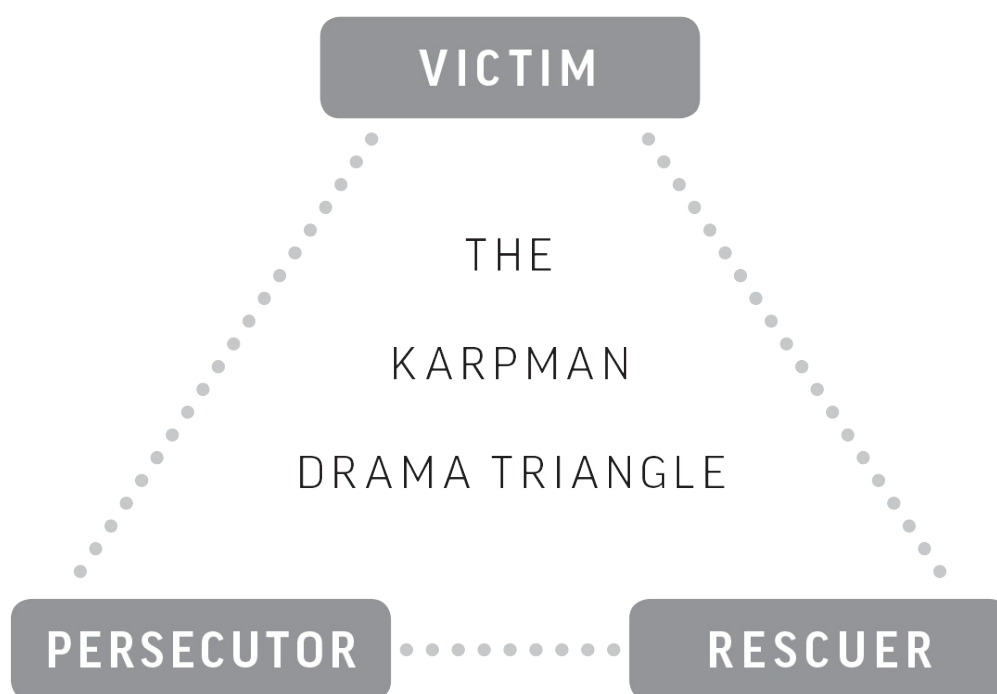 VICTIM
THE
KARPMAN
DRAMA TRIANGLE
PERSECUTOR
RESCUER